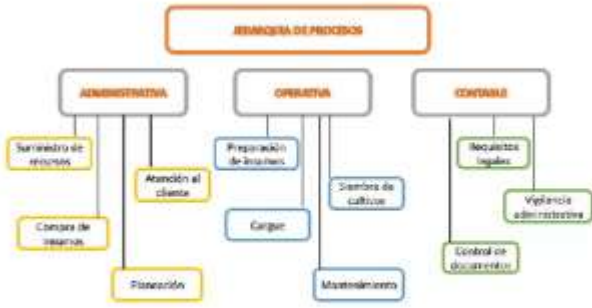 JERARQUIA DE PROCESOS
ADMINISTRATIVA
OPERATIVA
CONTABLE
Suministro de
recursos
Atención al
cliente
Compra de
insumos
Planeación
Preparación
de insumos
Siembra de
cultivos
Cargue
Mantenimiento
Requisitos
legales
Vigilancia
administrativa
Control de
documentos